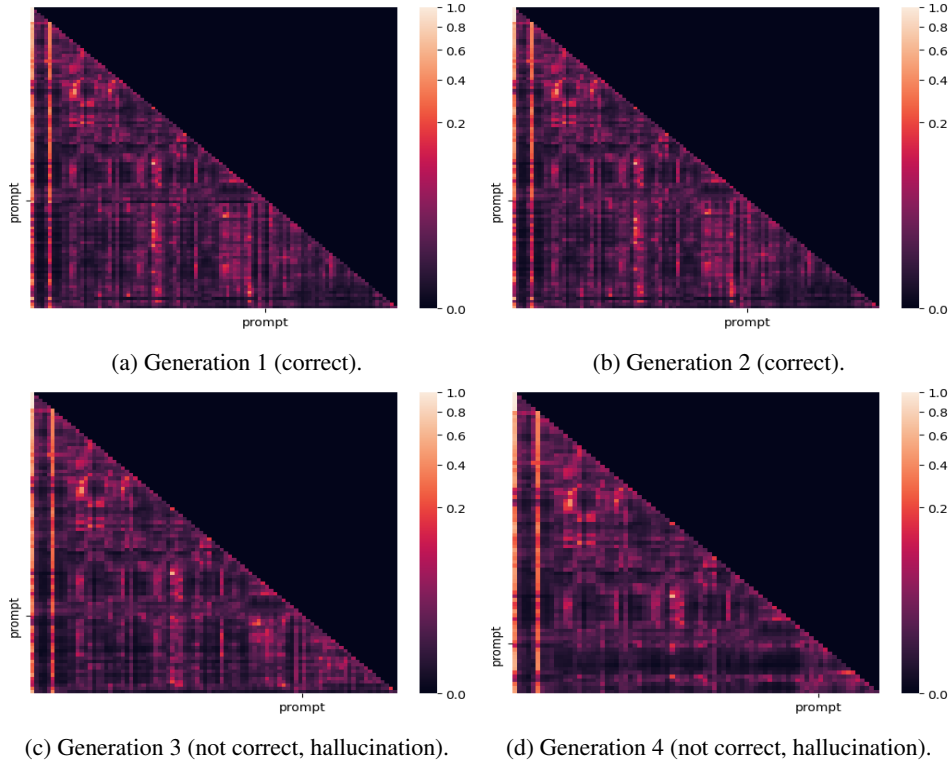 1.0
0.8
0.6
0.4
0.2
0.0
prompt
prompt
(a) Generation 1 (correct).
1.0
0.8
0.6
0.4
0.2
0.0
prompt
prompt
(b) Generation 2 (correct).
1.0
0.8
0.6
0.4
0.2
0.0
prompt
prompt
(c) Generation 3 (not correct, hallucination).
1.0
0.8
0.6
0.4
0.2
0.0
prompt
prompt
(d) Generation 4 (not correct, hallucination).